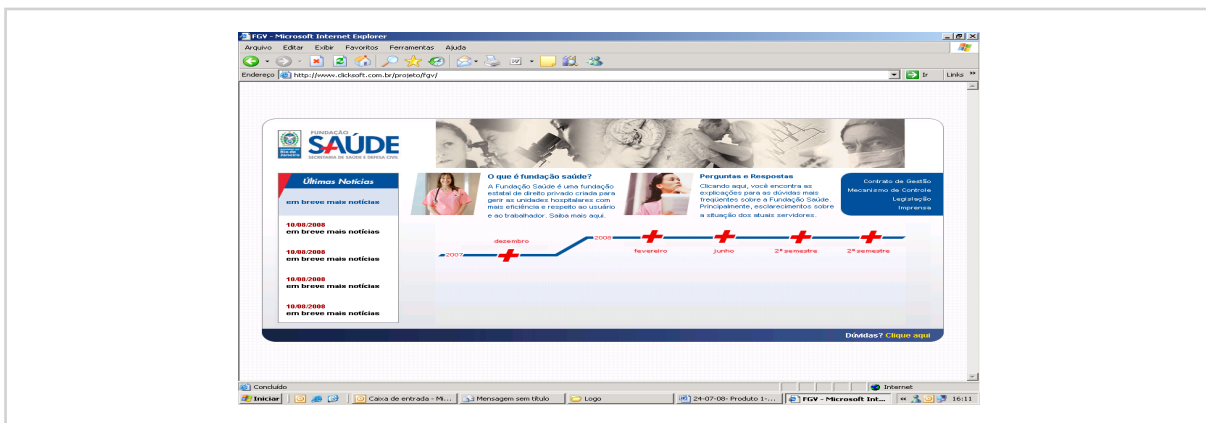 FGV - Microsoft Internet Explorer
Arquivo Editar Exibir Favoritos Ferramentas Ajuda
Endereço http://www.clicksoft.com.br/projeto/fgv/ Ir Links »
FUNDAÇÃO
SAÚDE
SECRETARIA DE SAÚDE E DEFESA CIVIL
Rio de Janeiro
Últimas Notícias
em breve mais notícias
10/08/2008
em breve mais notícias
10/08/2008
em breve mais notícias
10/08/2008
em breve mais notícias
10/08/2008
em breve mais notícias
O que é fundação saúde?
A Fundação Saúde é uma fundação
estatal de direito privado criada para
gerir as unidades hospitalares com
mais eficiência e respeito ao usuário
e ao trabalhador. Saiba mais aqui.
Perguntas e Respostas
Clicando aqui, você encontra as
explicações para as dúvidas mais
freqüentes sobre a Fundação Saúde.
Principalmente, esclarecimentos sobre
a situação dos atuais servidores.
Contrato de Gestão
Mecanismo de Controle
Legislação
Imprensa
2007
dezembro
2008
fevereiro
junho
2º semestre
2º semestre
Dúvidas? Clique aqui
Concluído Internet
Iniciar Caixa de entrada - Mi... Mensagem sem título Logo 24-07-08- Produto 1-... FGV - Microsoft Int... « 16:11